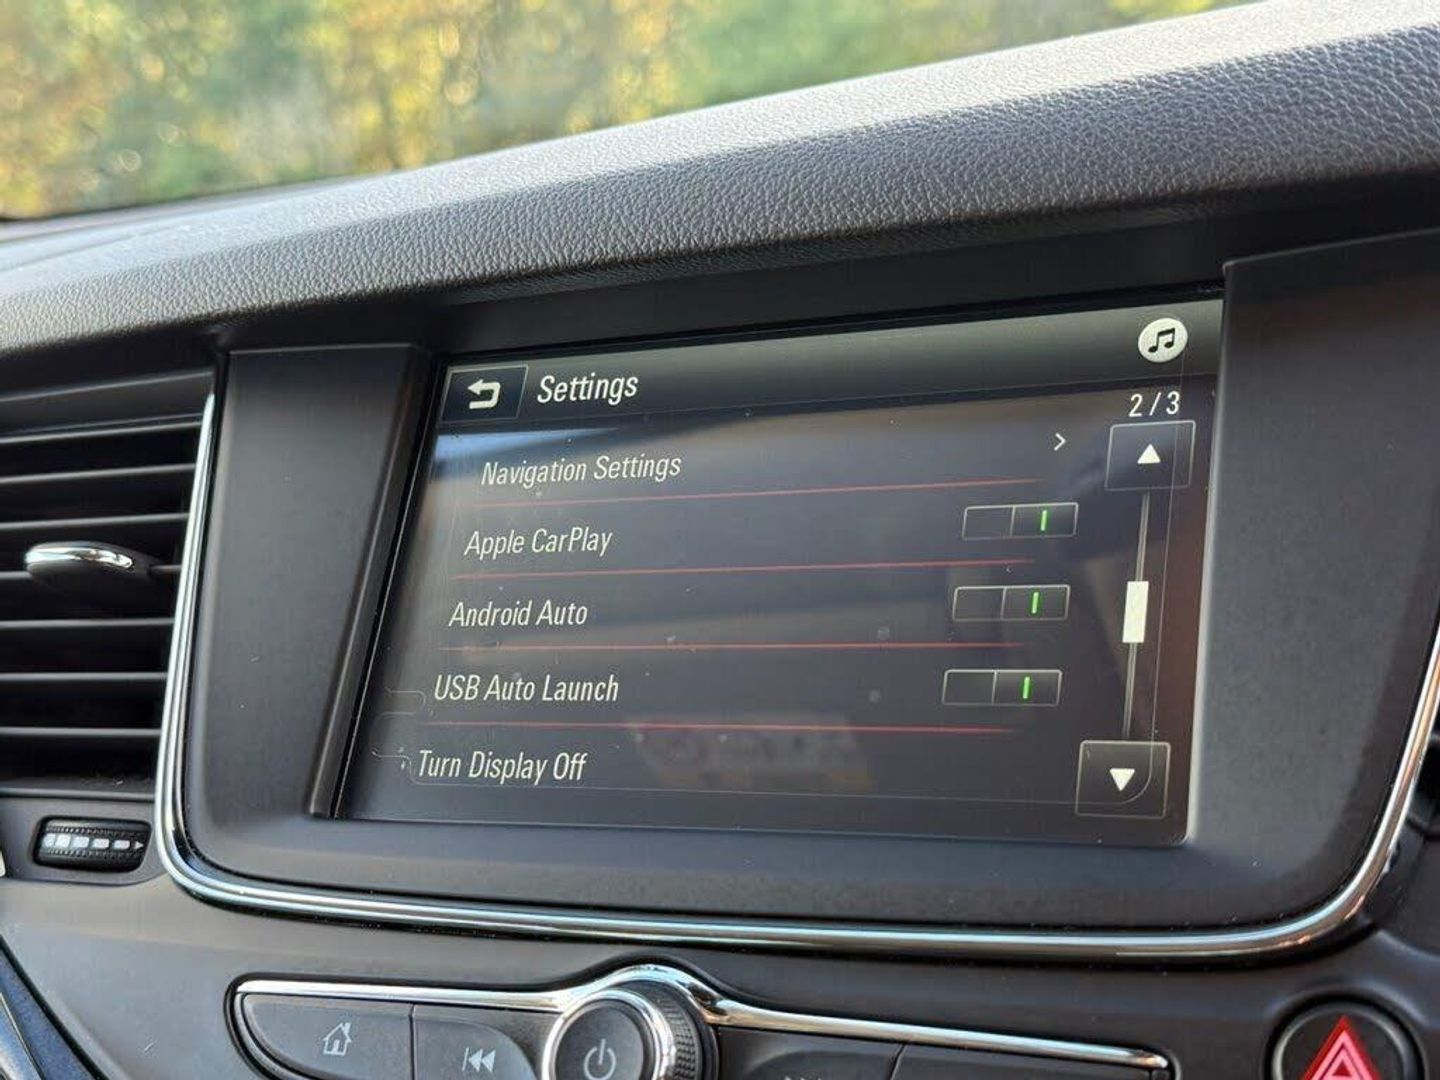 Settings
2/3
Navigation Settings
Apple CarPlay
Android Auto
USB Auto Launch
Turn Display Off